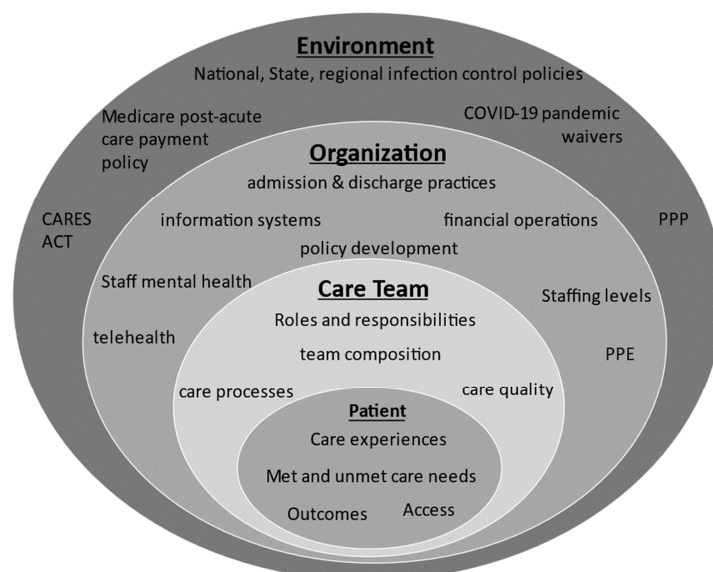 Environment
National, State, regional infection control policies
Medicare post-acute
care payment
policy
COVID-19 pandemic
waivers
Organization
admission & discharge practices
CARES
ACT
information systems
financial operations
PPP
policy development
Staff mental health
Care Team
Staffing levels
Roles and responsibilities
telehealth
team composition
PPE
care processes
care quality
Patient
Care experiences
Met and unmet care needs
Outcomes
Access